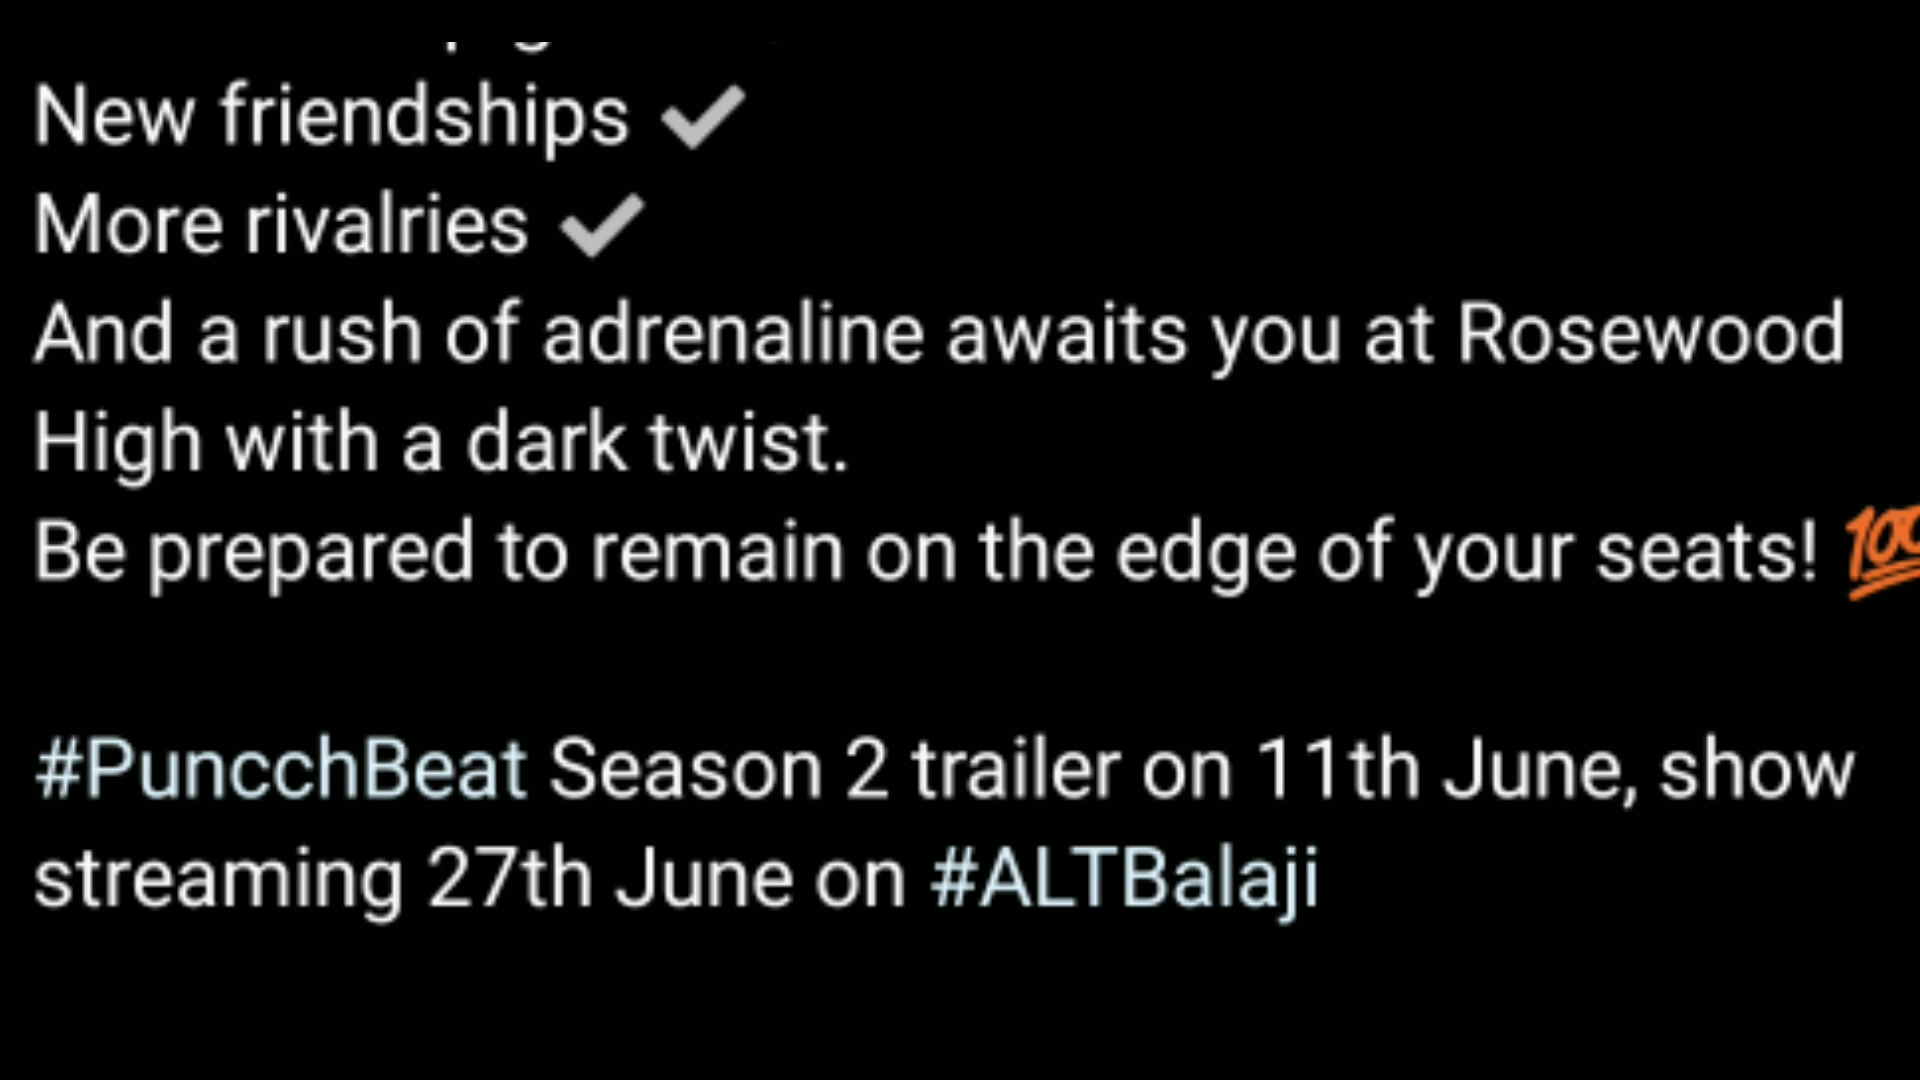 New friendships ✔
More rivalries ✔
And a rush of adrenaline awaits you at Rosewood
High with a dark twist.
Be prepared to remain on the edge of your seats! 💯
#PuncchBeat Season 2 trailer on 11th June, show
streaming 27th June on #ALTBalaji